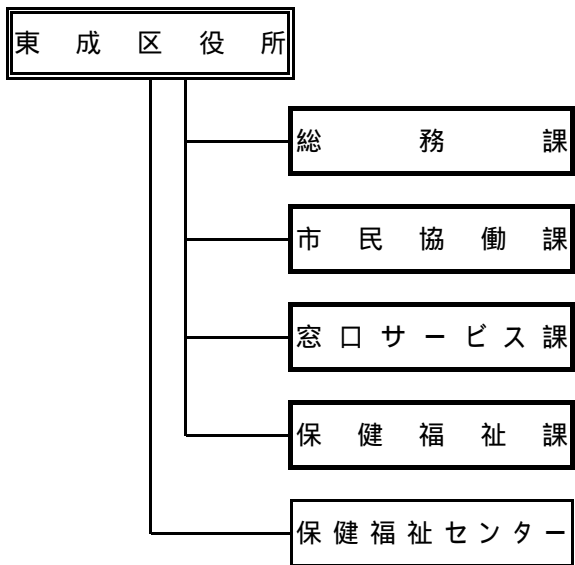 東成区役所
総務課
市民協働課
窓口サービス課
保健福祉課
保健福祉センター